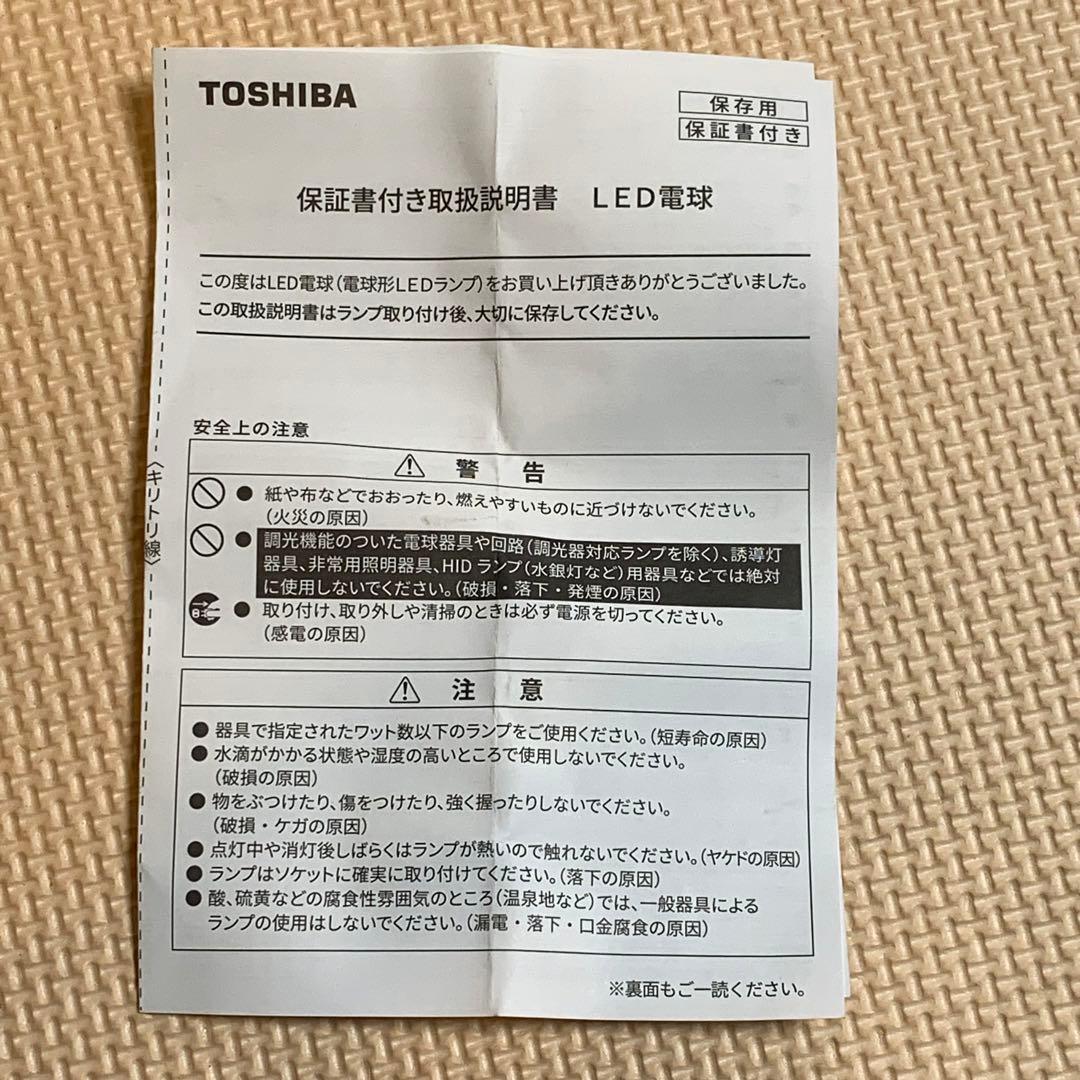 TOSHIBA
保存用
保証書付き
保証書付き取扱説明書 LED電球
この度はLED電球(電球形LEDランプ)をお買い上げ頂きありがとうございました。
この取扱説明書はランプ取り付け後、大切に保存してください。
安全上の注意
〈キリトリ線〉
⚠ 警告
● 紙や布などでおおったり、燃えやすいものに近づけないでください。
(火災の原因)
● 調光機能のついた電球器具や回路(調光器対応ランプを除く)、誘導灯
器具、非常用照明器具、HIDランプ(水銀灯など)用器具などでは絶対
に使用しないでください。(破損・落下・発煙の原因)
● 取り付け、取り外しや清掃のときは必ず電源を切ってください。
(感電の原因)
⚠ 注意
● 器具で指定されたワット数以下のランプをご使用ください。(短寿命の原因)
● 水滴がかかる状態や湿度の高いところで使用しないでください。
(破損の原因)
● 物をぶつけたり、傷をつけたり、強く握ったりしないでください。
(破損・ケガの原因)
● 点灯中や消灯後しばらくはランプが熱いので触れないでください。(ヤケドの原因)
● ランプはソケットに確実に取り付けてください。(落下の原因)
● 酸、硫黄などの腐食性雰囲気のところ(温泉地など)では、一般器具による
ランプの使用はしないでください。(漏電・落下・口金腐食の原因)
※裏面もご一読ください。